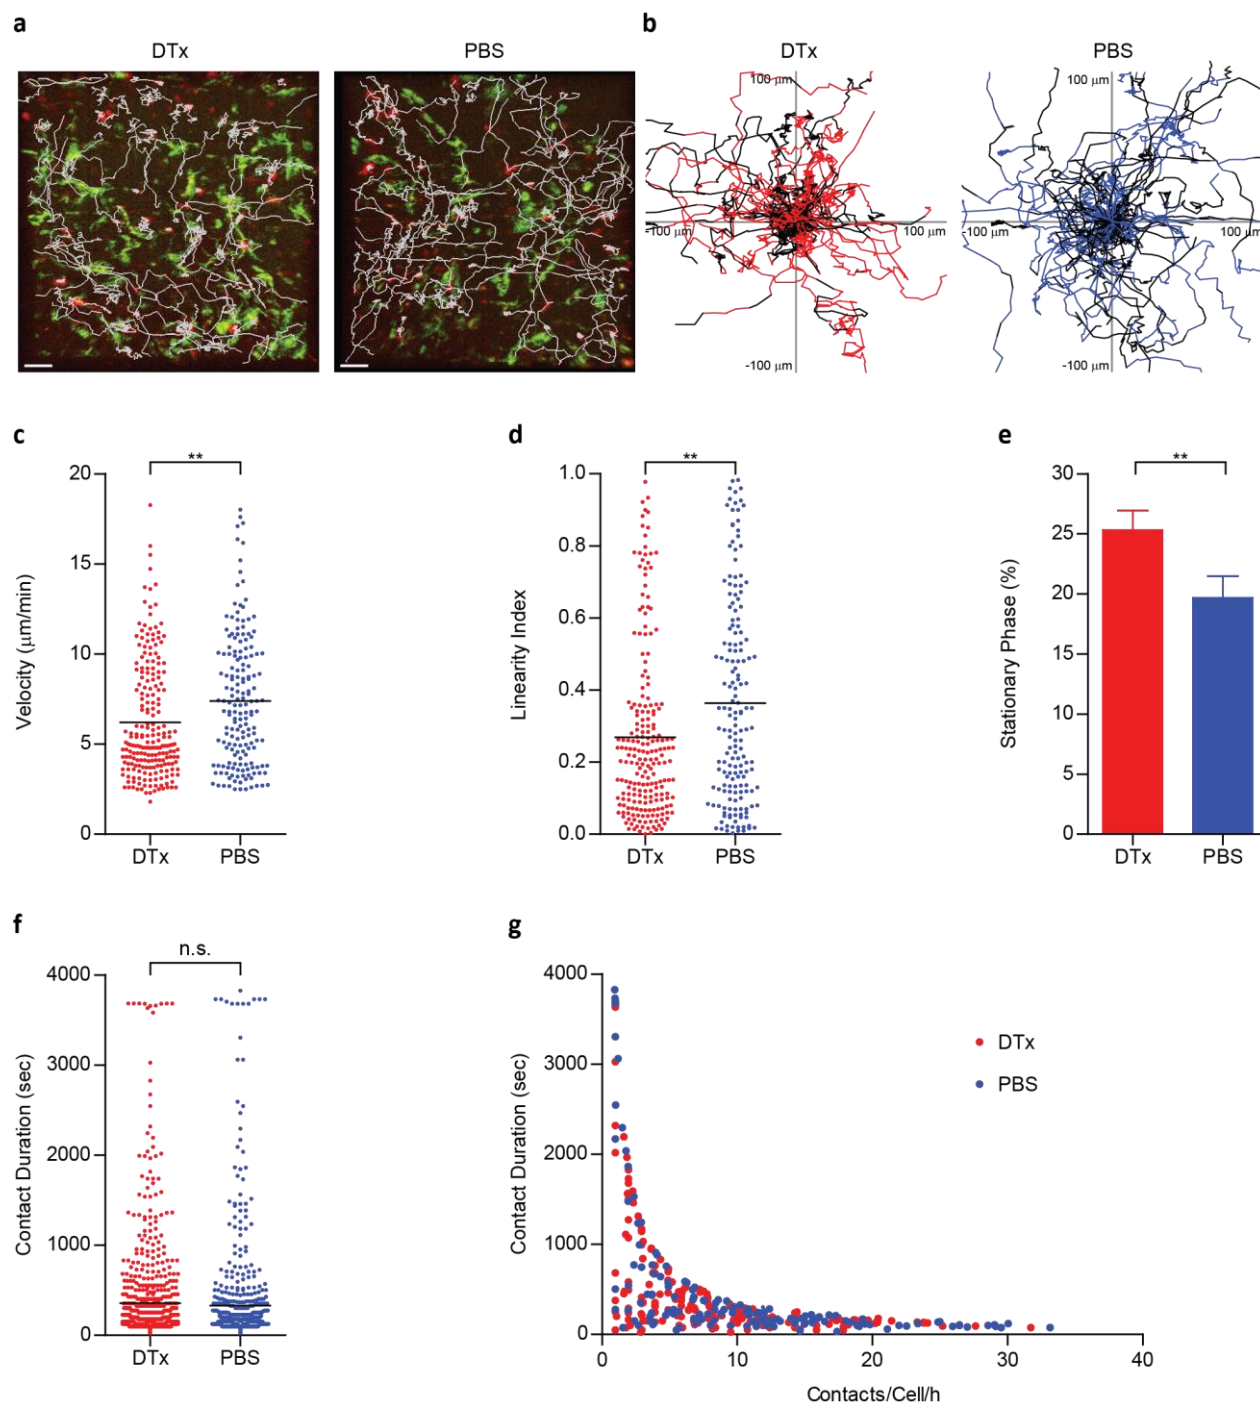 a
DTx
PBS
b
DTx
PBS
100 µm
-100 µm
100 µm
-100 µm
100 µm
-100 µm
100 µm
-100 µm
c
**
20
15
10
5
0
Velocity (µm/min)
DTx
PBS
d
**
1.0
0.8
0.6
0.4
0.2
0.0
Linearity Index
DTx
PBS
e
**
30
25
20
15
10
5
0
Stationary Phase (%)
DTx
PBS
f
n.s.
4000
3000
2000
1000
0
Contact Duration (sec)
DTx
PBS
g
4000
3000
2000
1000
0
Contact Duration (sec)
DTx
PBS
0
10
20
30
40
Contacts/Cell/h